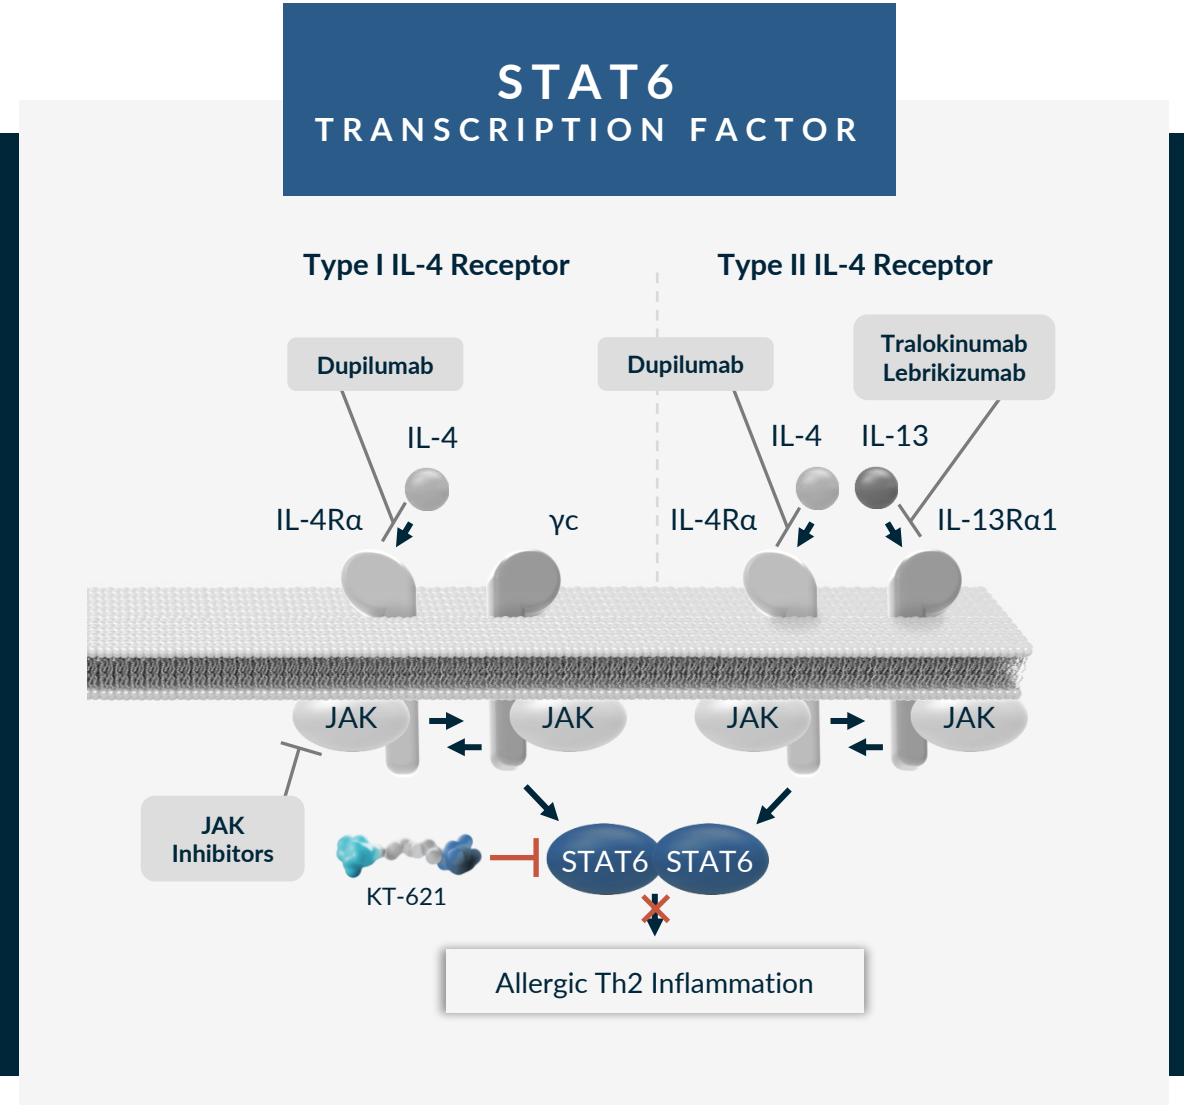 STAT6
TRANSCRIPTION FACTOR
Type I IL-4 Receptor
Type II IL-4 Receptor
Dupilumab
Dupilumab
Tralokinumab
Lebrikizumab
IL-4
IL-4
IL-13
IL-4Rα
γc
IL-4Rα
IL-13Rα1
JAK
JAK
JAK
JAK
JAK
Inhibitors
KT-621
STAT6
STAT6
Allergic Th2 Inflammation